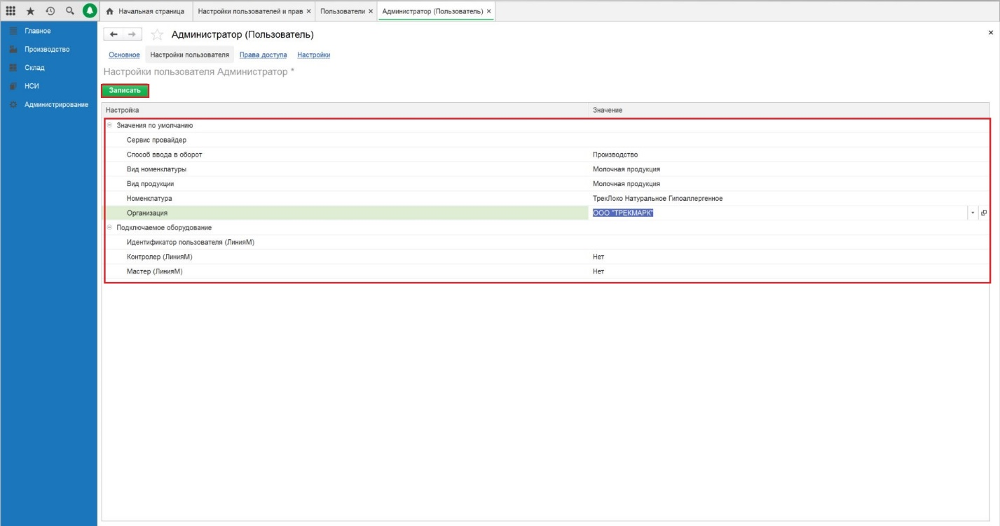 Начальная страница Настройки пользователей и прав × Пользователи × Администратор (Пользователь) ×
Главное
Производство
Склад
НСИ
Администрирование
Администратор (Пользователь)
Основное Настройки пользователя Права доступа Настройки
Настройки пользователя Администратор *
Записать
Настройка Значение
Значения по умолчанию
Сервис провайдер
Способ ввода в оборот Производство
Вид номенклатуры Молочная продукция
Вид продукции Молочная продукция
Номенклатура ТрекЛоко Натуральное Гипоаллергенное
Организация ООО "ТРЕКМАРК"
Подключаемое оборудование
Идентификатор пользователя (ЛинияМ)
Контролер (ЛинияМ) Нет
Мастер (ЛинияМ) Нет